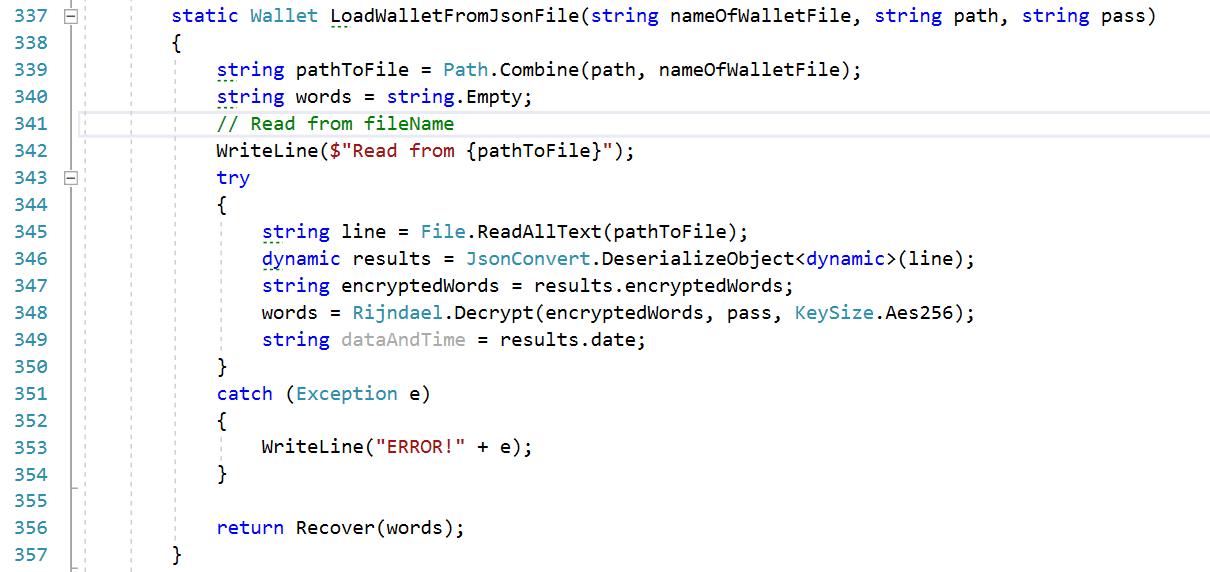 337 static Wallet LoadWalletFromJsonFile(string nameOfWalletFile, string path, string pass)
338 {
339 string pathToFile = Path.Combine(path, nameOfWalletFile);
340 string words = string.Empty;
341 // Read from fileName
342 WriteLine($"Read from {pathToFile}");
343 try
344 {
345 string line = File.ReadAllText(pathToFile);
346 dynamic results = JsonConvert.DeserializeObject<dynamic>(line);
347 string encryptedWords = results.encryptedWords;
348 words = Rijndael.Decrypt(encryptedWords, pass, KeySize.Aes256);
349 string dataAndTime = results.date;
350 }
351 catch (Exception e)
352 {
353 WriteLine("ERROR!" + e);
354 }
355
356 return Recover(words);
357 }